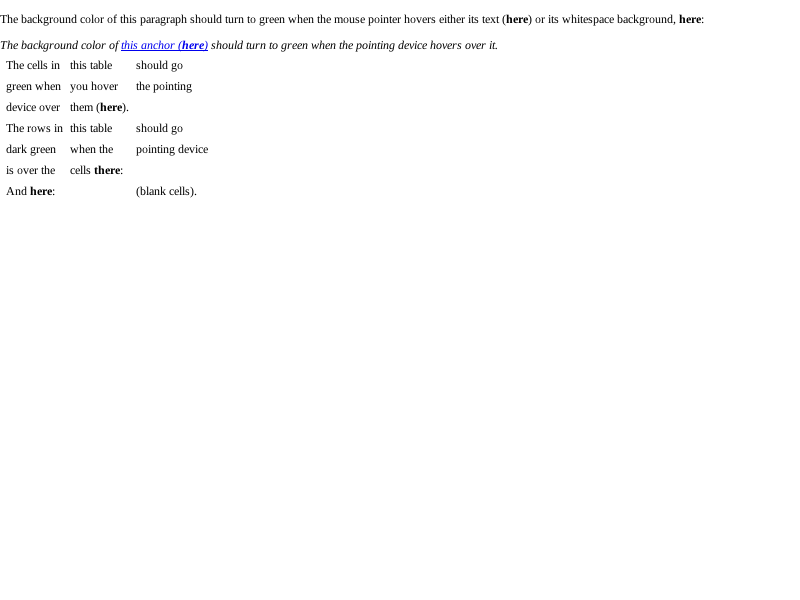 The background color of this paragraph should turn to green when the mouse pointer hovers either its text (here) or its whitespace background, here:
The background color of this anchor (here) should turn to green when the pointing device hovers over it.
The cells in this table should go
green when you hover the pointing
device over them (here).
The rows in this table should go
dark green when the pointing device
is over the cells there:
And here: (blank cells).